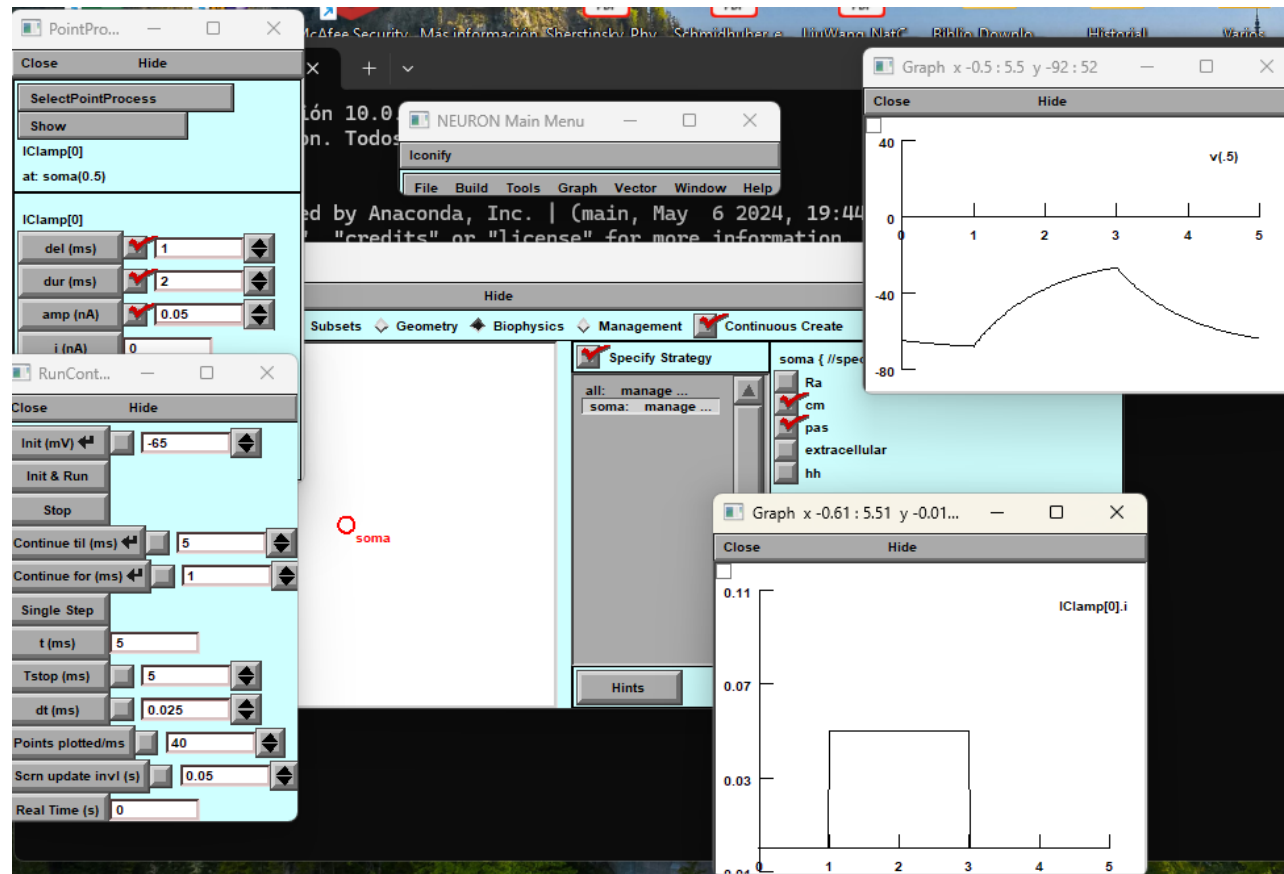 McAfee Security
Más información
Sherstinsky Phy
Schmidhuber e
LiuWang NatC
Biblio Downlo
Historial
Varios
PointPro...
Close Hide
SelectPointProcess
Show
IClamp[0]
at: soma(0.5)
IClamp[0]
del (ms) 1
dur (ms) 2
amp (nA) 0.05
i (nA) 0
RunCont...
Close Hide
Init (mV) -65
Init & Run
Stop
Continue til (ms) 5
Continue for (ms) 1
Single Step
t (ms) 5
Tstop (ms) 5
dt (ms) 0.025
Points plotted/ms 40
Scrn update invl (s) 0.05
Real Time (s) 0
ión 10.0
on. Todos
NEURON Main Menu
Iconify
File Build Tools Graph Vector Window Help
ed by Anaconda, Inc. | (main, May 6 2024, 19:44
"credits" or "license" for more information.
Hide
Subsets Geometry Biophysics Management Continuous Create
soma
Specify Strategy
all: manage ...
soma: manage ...
Hints
soma { //spec
Ra
cm
pas
extracellular
hh
Graph x -0.5 : 5.5 y -92 : 52
Close Hide
v(.5)
40
0
-40
-80
0 1 2 3 4 5
Graph x -0.61 : 5.51 y -0.01...
Close Hide
IClamp[0].i
0.11
0.07
0.03
0 1 2 3 4 5